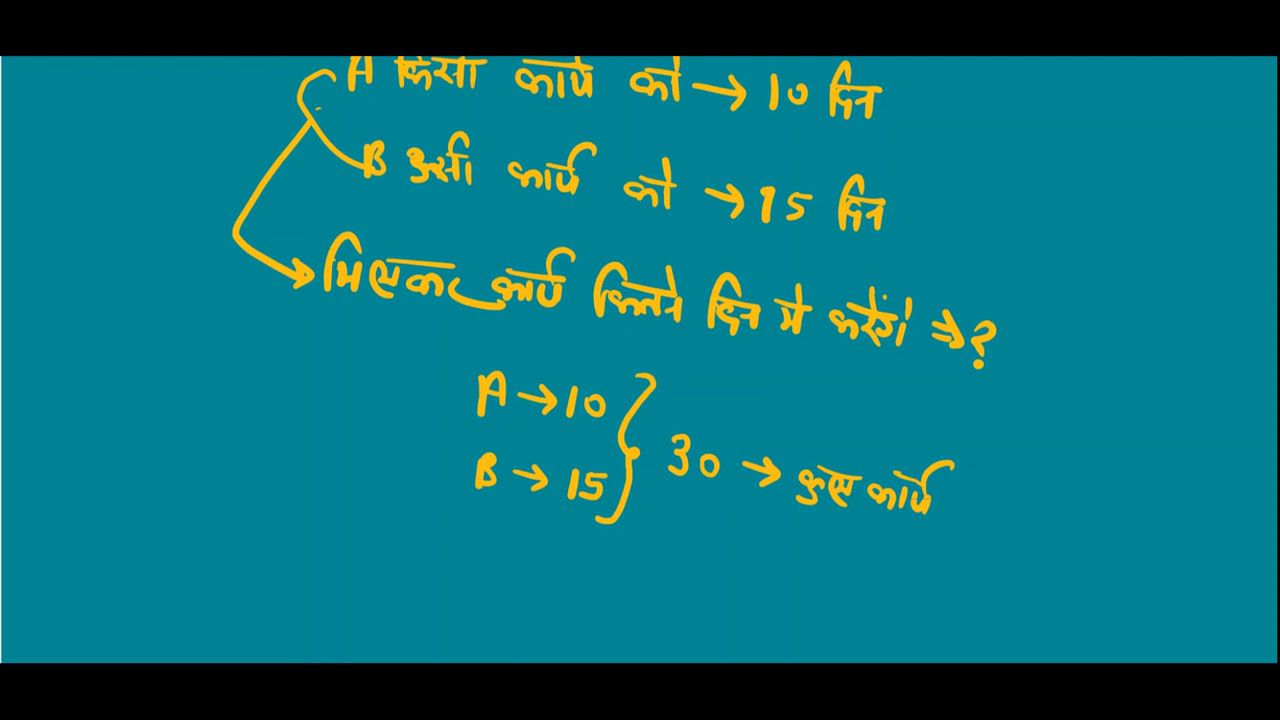 A किसी कार्य को → 10 दिन
B उसी कार्य को → 15 दिन
मिलकर कार्य कितने दिन में करेंगे ⇒ ?
A → 10
B → 15
30 → कुल कार्य